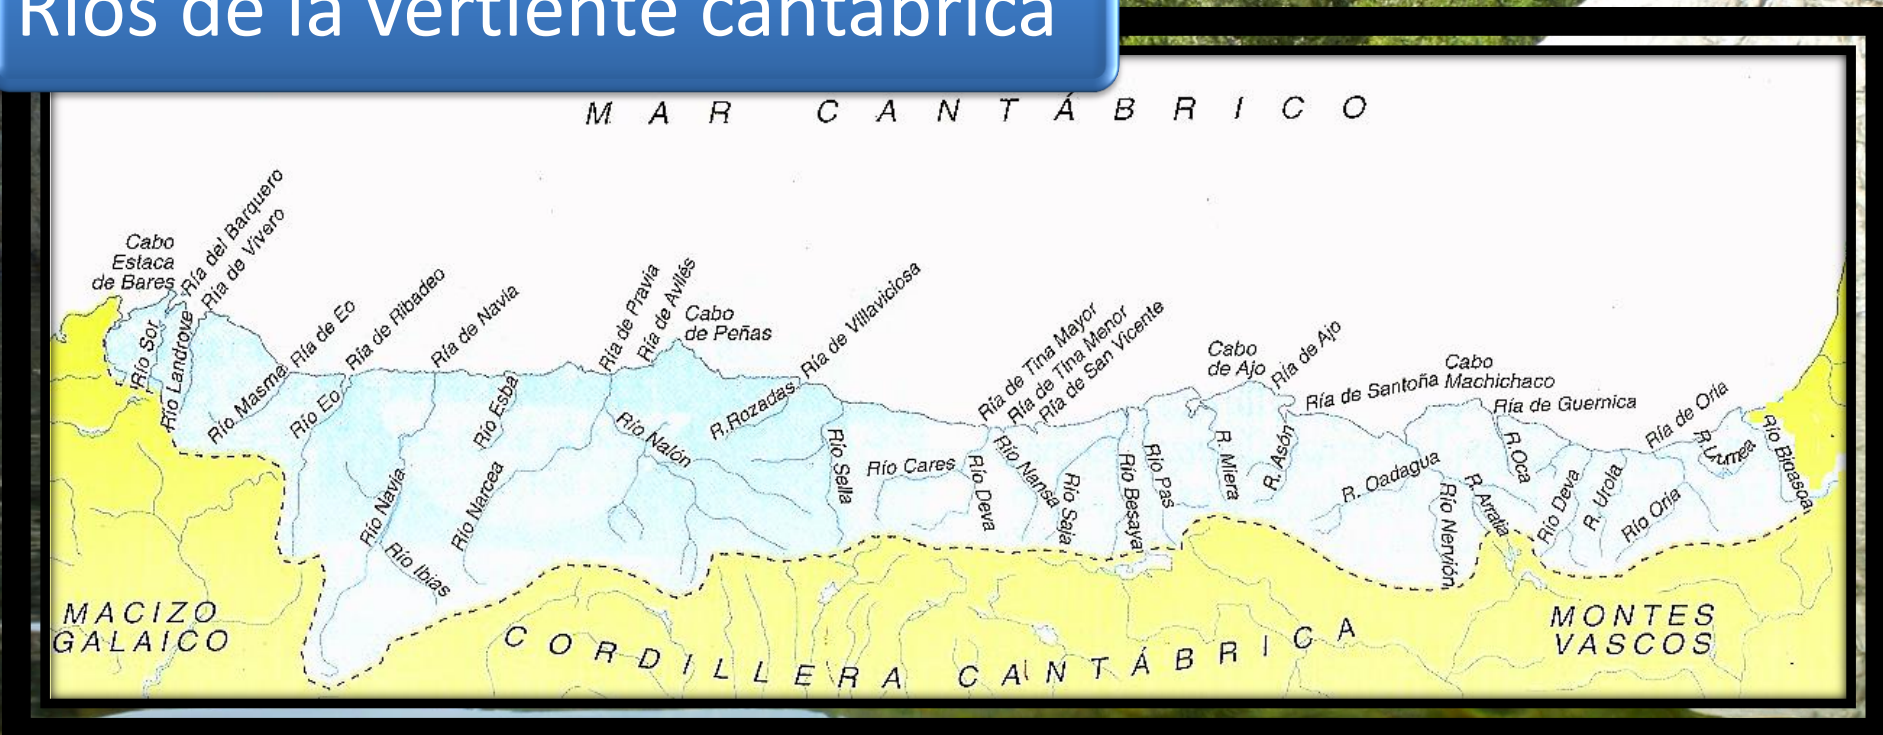 Ríos de la vertiente cantábrica
MAR CANTÁBRICO
Cabo
Estaca
de Bares
Ría del Barquero
Ría de Vivero
Río Sor
Río Landrove
Río Masma
Ría de Eo
Río Eo
Ría de Ribadeo
Ría de Navia
Río Navia
Río Ibias
Río Esba
Río Narcea
Ría de Pravia
Ría de Avilés
Cabo
de Peñas
Río Nalón
R. Rozadas
Ría de Villaviciosa
Río Sella
Río Cares
Río Deva
Ría de Tina Mayor
Ría de Tina Menor
Ría de San Vicente
Río Nansa
Río Saja
Río Besaya
Río Pas
Cabo
de Ajo
Ría de Ajo
R. Miera
R. Asón
Ría de Santoña
R. Oadagua
Cabo
Machichaco
Ría de Guernica
Río Nervión
R. Arratia
R. Oca
Río Deva
R. Urola
Río Oria
Ría de Oria
R. Urumea
Río Bidasoa
MACIZO
GALAICO
CORDILLERA CANTÁBRICA
MONTES
VASCOS